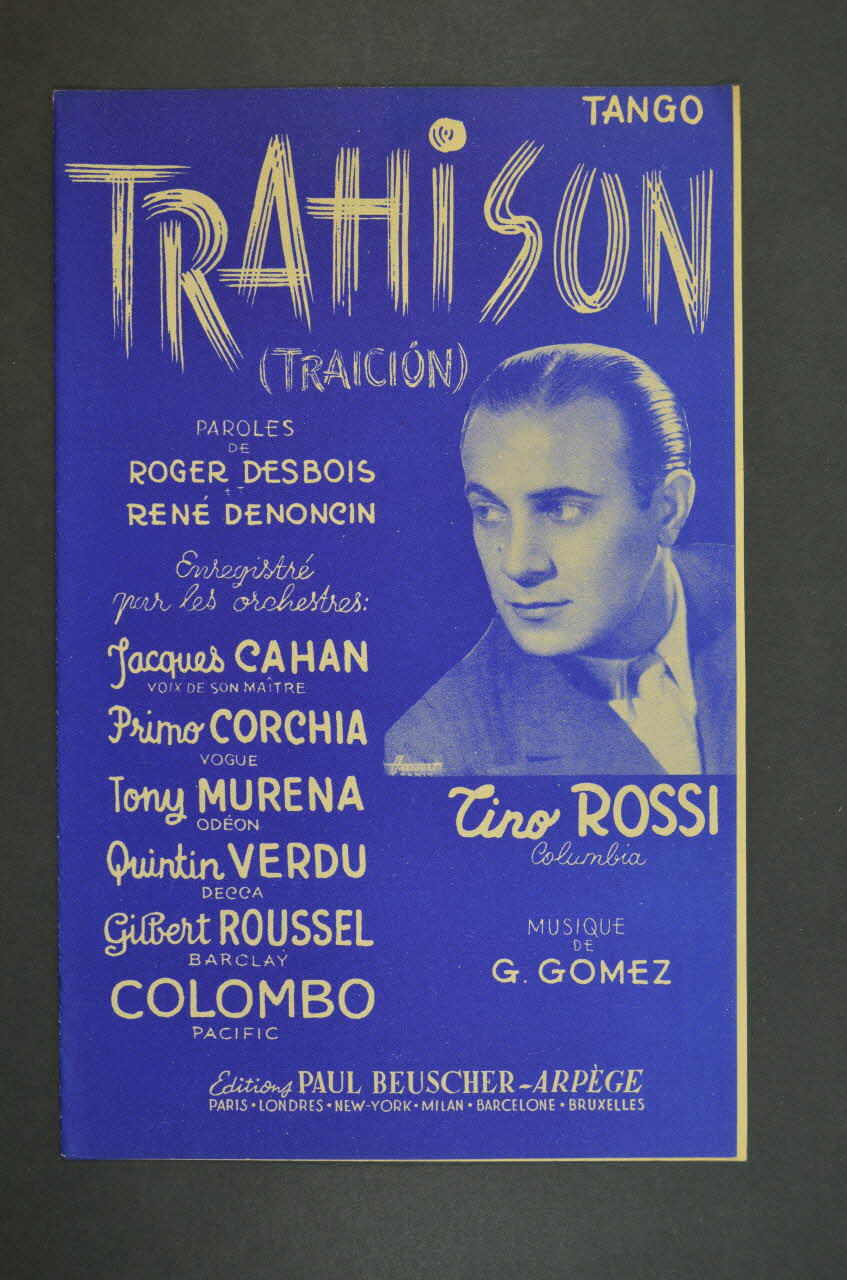 TANGO
TRAHiSON
(TRAICIÓN)
PAROLES
DE
ROGER DESBOIS
ET
RENÉ DENONCIN
Enregistré
par les orchestres:
Jacques CAHAN
VOIX DE SON MAÎTRE
Primo CORCHIA
VOGUE
Tony MURENA
ODÉON
Quintin VERDU
DECCA
Gilbert ROUSSEL
BARCLAY
COLOMBO
PACIFIC
Harcourt
PARIS
Tino ROSSI
Columbia
MUSIQUE
DE
G. GOMEZ
Editions PAUL BEUSCHER-ARPÈGE
PARIS • LONDRES • NEW-YORK • MILAN • BARCELONE • BRUXELLES